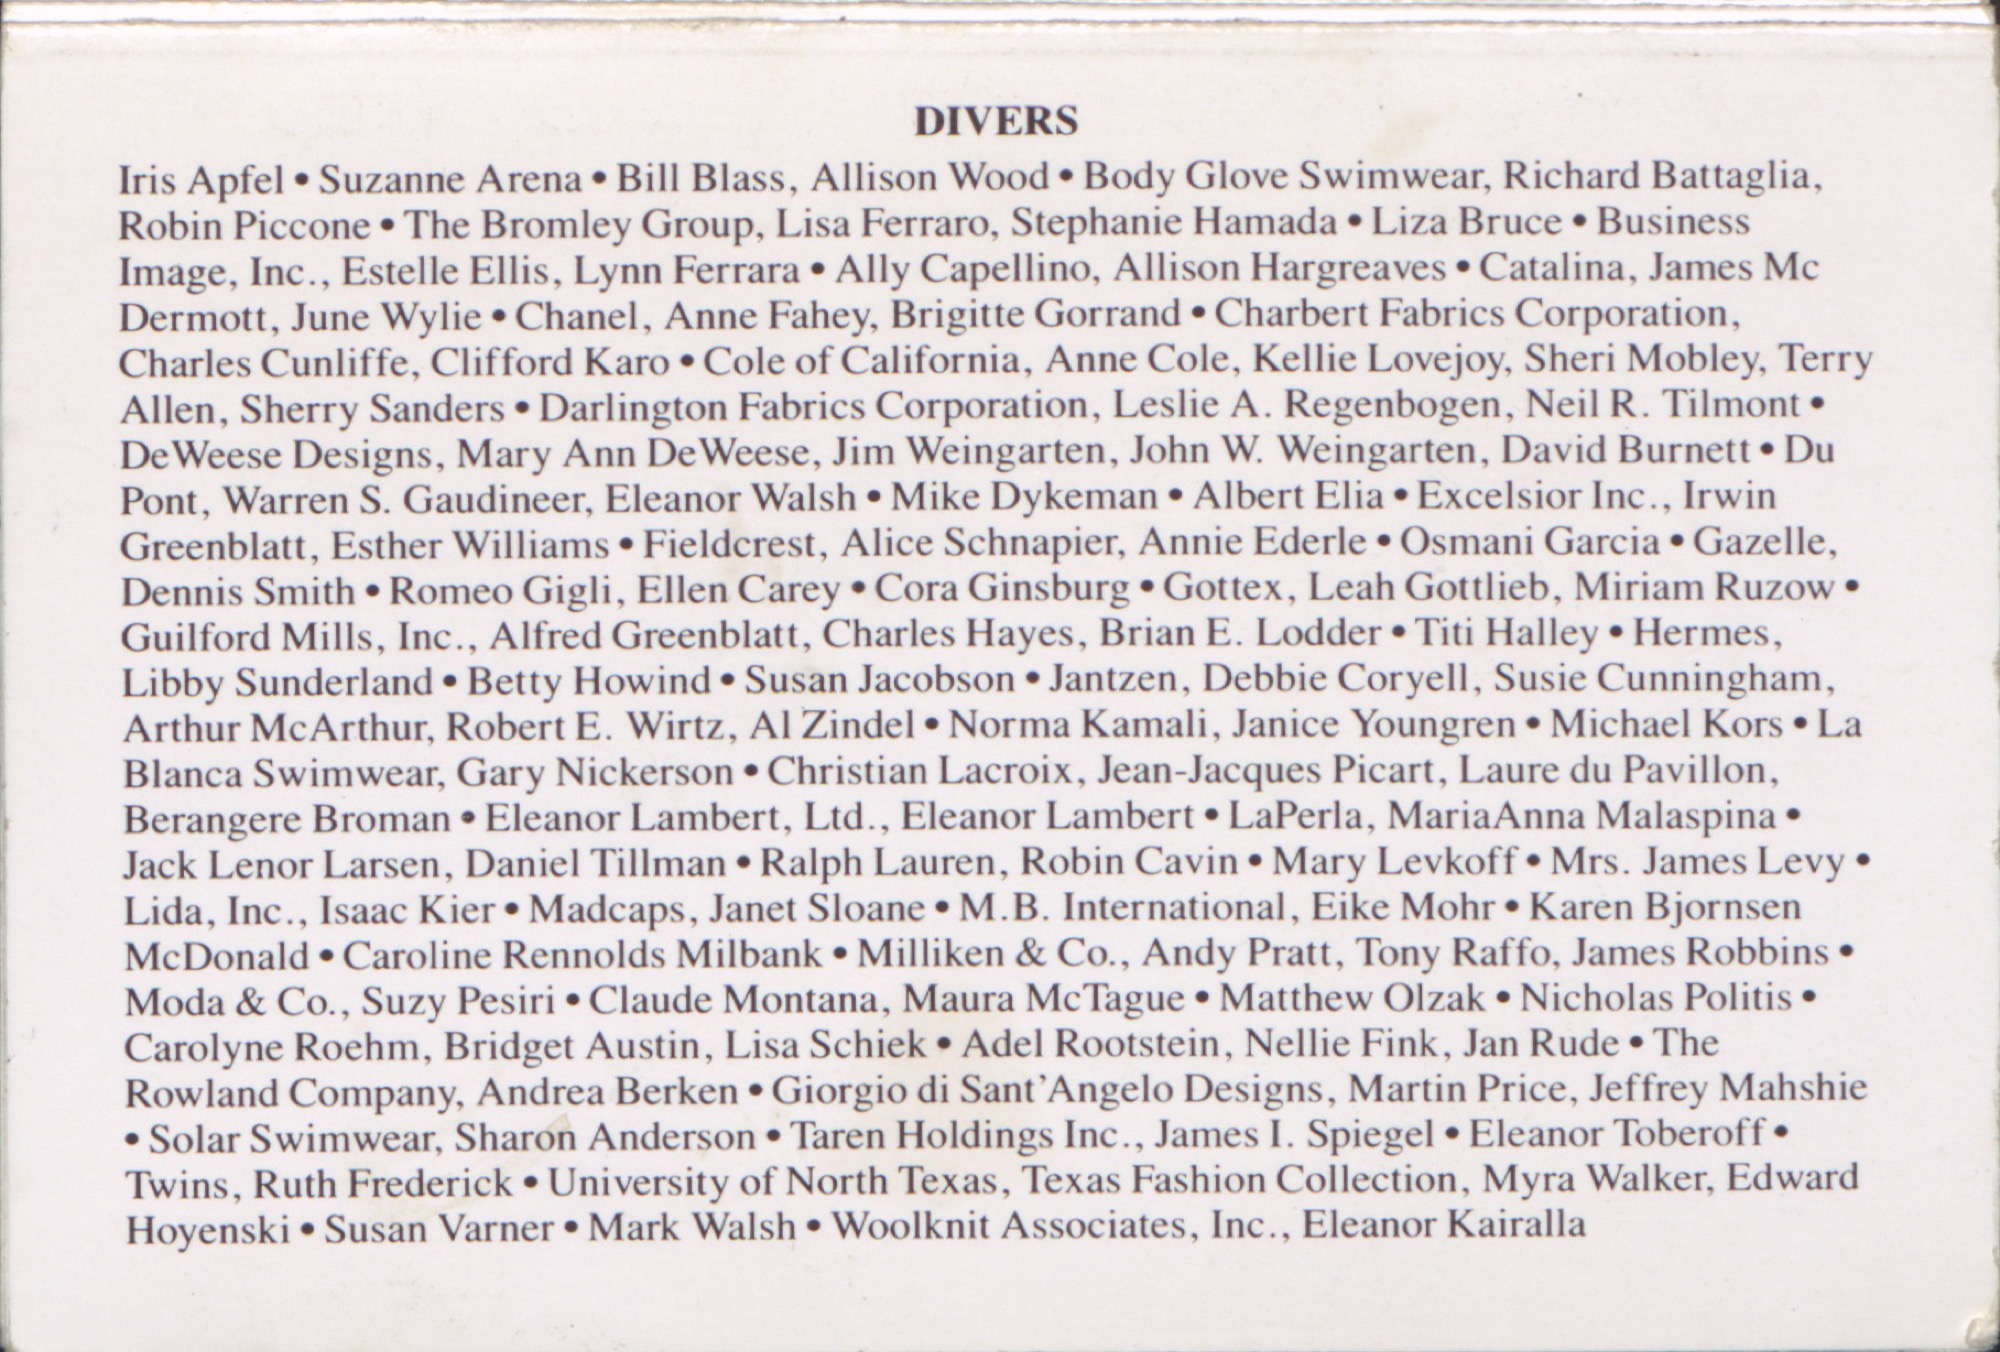 DIVERS
Iris Apfel • Suzanne Arena • Bill Blass, Allison Wood • Body Glove Swimwear, Richard Battaglia,
Robin Piccone • The Bromley Group, Lisa Ferraro, Stephanie Hamada • Liza Bruce • Business
Image, Inc., Estelle Ellis, Lynn Ferrara • Ally Capellino, Allison Hargreaves • Catalina, James Mc
Dermott, June Wylie • Chanel, Anne Fahey, Brigitte Gorrand • Charbert Fabrics Corporation,
Charles Cunliffe, Clifford Karo • Cole of California, Anne Cole, Kellie Lovejoy, Sheri Mobley, Terry
Allen, Sherry Sanders • Darlington Fabrics Corporation, Leslie A. Regenbogen, Neil R. Tilmont •
DeWeese Designs, Mary Ann DeWeese, Jim Weingarten, John W. Weingarten, David Burnett • Du
Pont, Warren S. Gaudineer, Eleanor Walsh • Mike Dykeman • Albert Elia • Excelsior Inc., Irwin
Greenblatt, Esther Williams • Fieldcrest, Alice Schnapier, Annie Ederle • Osmani Garcia • Gazelle,
Dennis Smith • Romeo Gigli, Ellen Carey • Cora Ginsburg • Gottex, Leah Gottlieb, Miriam Ruzow •
Guilford Mills, Inc., Alfred Greenblatt, Charles Hayes, Brian E. Lodder • Titi Halley • Hermes,
Libby Sunderland • Betty Howind • Susan Jacobson • Jantzen, Debbie Coryell, Susie Cunningham,
Arthur McArthur, Robert E. Wirtz, Al Zindel • Norma Kamali, Janice Youngren • Michael Kors • La
Blanca Swimwear, Gary Nickerson • Christian Lacroix, Jean-Jacques Picart, Laure du Pavillon,
Berangere Broman • Eleanor Lambert, Ltd., Eleanor Lambert • LaPerla, MariaAnna Malaspina •
Jack Lenor Larsen, Daniel Tillman • Ralph Lauren, Robin Cavin • Mary Levkoff • Mrs. James Levy •
Lida, Inc., Isaac Kier • Madcaps, Janet Sloane • M.B. International, Eike Mohr • Karen Bjornsen
McDonald • Caroline Rennolds Milbank • Milliken & Co., Andy Pratt, Tony Raffo, James Robbins •
Moda & Co., Suzy Pesiri • Claude Montana, Maura McTague • Matthew Olzak • Nicholas Politis •
Carolyne Roehm, Bridget Austin, Lisa Schiek • Adel Rootstein, Nellie Fink, Jan Rude • The
Rowland Company, Andrea Berken • Giorgio di Sant'Angelo Designs, Martin Price, Jeffrey Mahshie
• Solar Swimwear, Sharon Anderson • Taren Holdings Inc., James I. Spiegel • Eleanor Toberoff •
Twins, Ruth Frederick • University of North Texas, Texas Fashion Collection, Myra Walker, Edward
Hoyenski • Susan Varner • Mark Walsh • Woolknit Associates, Inc., Eleanor Kairalla